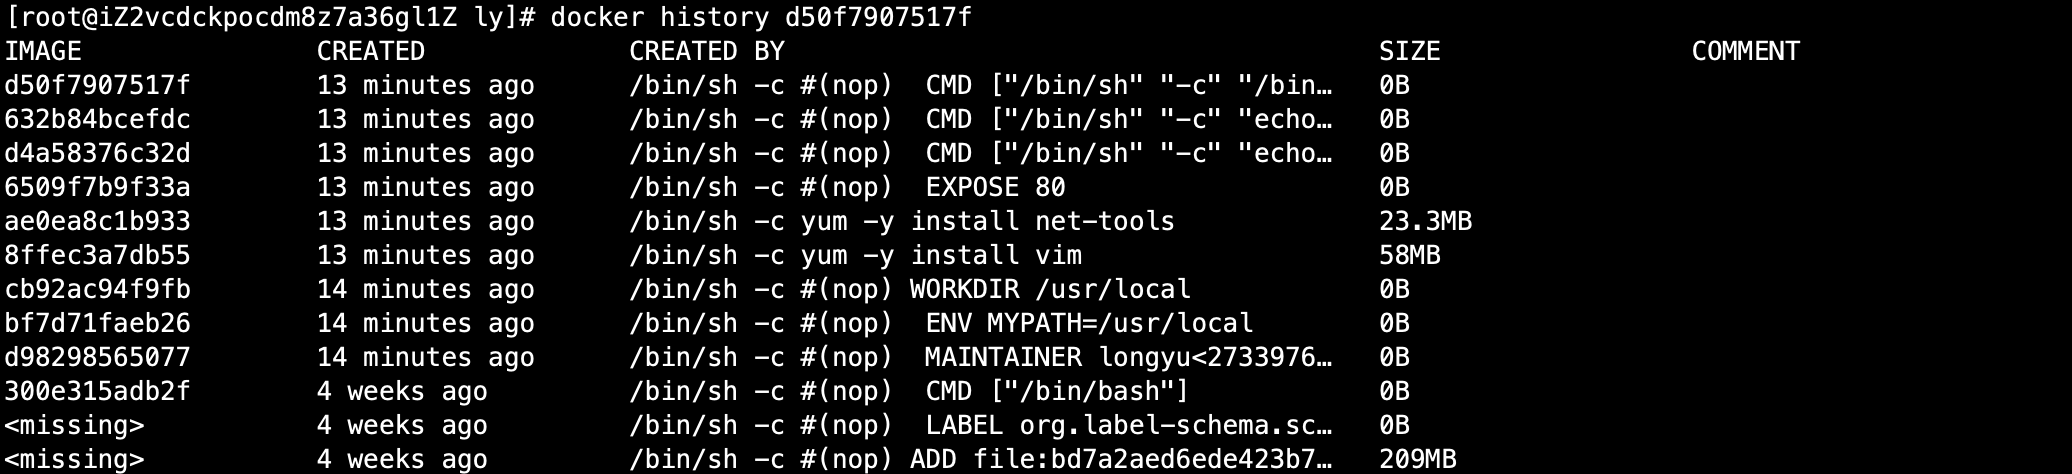 [root@iZ2vcdckpocdm8z7a36gl1Z ly]# docker history d50f7907517f
IMAGE CREATED CREATED BY SIZE COMMENT
d50f7907517f 13 minutes ago /bin/sh -c #(nop)  CMD ["/bin/sh" "-c" "/bin… 0B
632b84bcefdc 13 minutes ago /bin/sh -c #(nop)  CMD ["/bin/sh" "-c" "echo… 0B
d4a58376c32d 13 minutes ago /bin/sh -c #(nop)  CMD ["/bin/sh" "-c" "echo… 0B
6509f7b9f33a 13 minutes ago /bin/sh -c #(nop)  EXPOSE 80 0B
ae0ea8c1b933 13 minutes ago /bin/sh -c yum -y install net-tools 23.3MB
8ffec3a7db55 13 minutes ago /bin/sh -c yum -y install vim 58MB
cb92ac94f9fb 14 minutes ago /bin/sh -c #(nop) WORKDIR /usr/local 0B
bf7d71faeb26 14 minutes ago /bin/sh -c #(nop)  ENV MYPATH=/usr/local 0B
d98298565077 14 minutes ago /bin/sh -c #(nop)  MAINTAINER longyu<2733976… 0B
300e315adb2f 4 weeks ago /bin/sh -c #(nop)  CMD ["/bin/bash"] 0B
<missing> 4 weeks ago /bin/sh -c #(nop)  LABEL org.label-schema.sc… 0B
<missing> 4 weeks ago /bin/sh -c #(nop) ADD file:bd7a2aed6ede423b7… 209MB